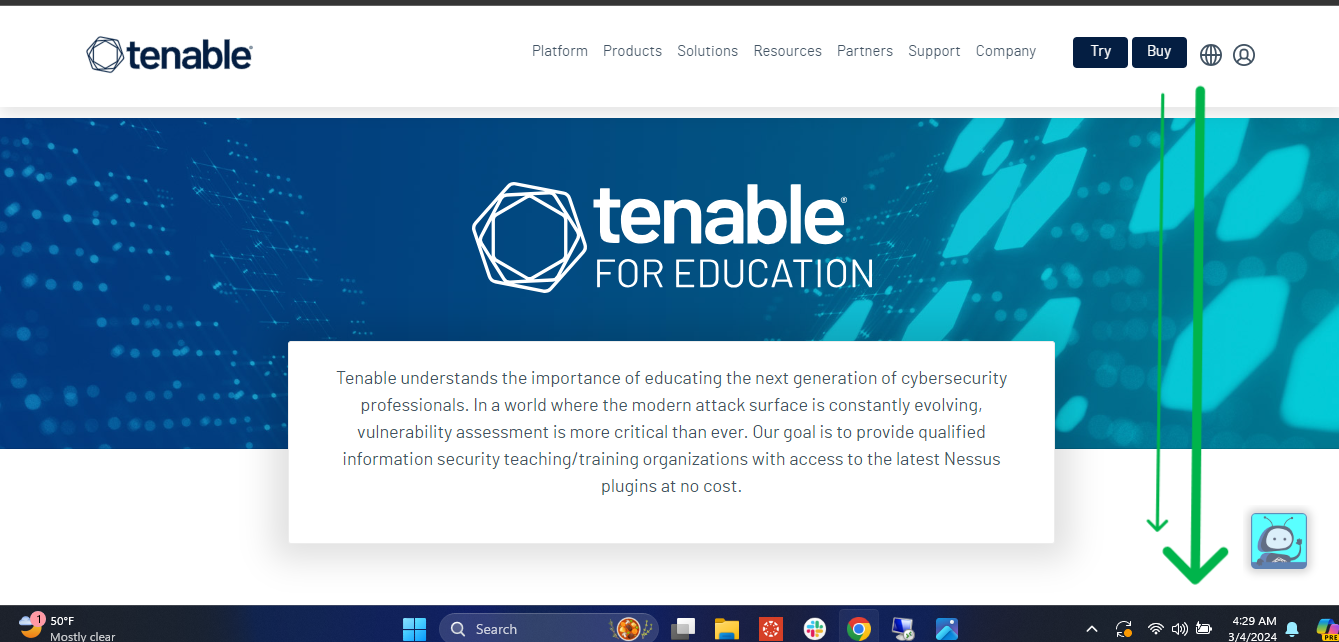 tenable
Platform Products Solutions Resources Partners Support Company Try Buy
tenable
FOR EDUCATION
Tenable understands the importance of educating the next generation of cybersecurity
professionals. In a world where the modern attack surface is constantly evolving,
vulnerability assessment is more critical than ever. Our goal is to provide qualified
information security teaching/training organizations with access to the latest Nessus
plugins at no cost.
1
50°F
Mostly clear
Search
4:29 AM
3/4/2024
PRE